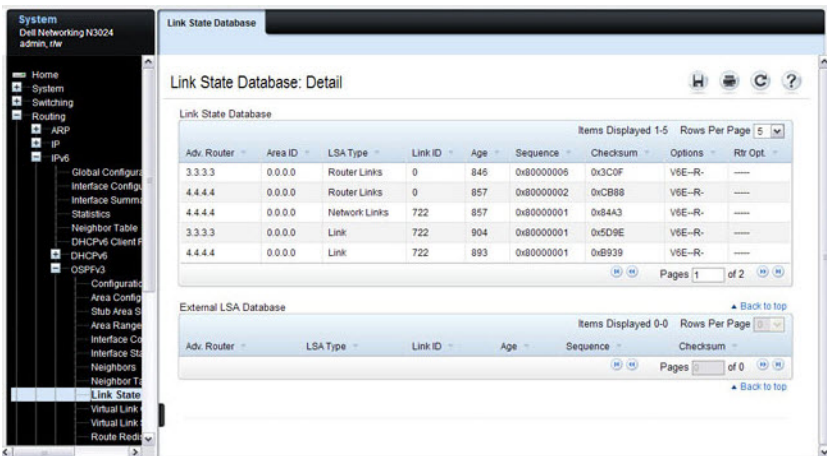 System
Dell Networking N3024
admin, r/w
Home
System
Switching
Routing
ARP
IP
IPv6
Global Configura
Interface Configu
Interface Summa
Statistics
Neighbor Table
DHCPv6 Client P
DHCPv6
OSPFv3
Configuratio
Area Config
Stub Area S
Area Range
Interface Co
Interface Sta
Neighbors
Neighbor Ta
Link State
Virtual Link
Virtual Link
Route Redis
Link State Database
Link State Database: Detail
Link State Database
Items Displayed 1-5 Rows Per Page 5
Adv. Router Area ID LSA Type Link ID Age Sequence Checksum Options Rtr Opt.
3.3.3.3 0.0.0.0 Router Links 0 846 0x80000006 0x3C0F V6E--R- -----
4.4.4.4 0.0.0.0 Router Links 0 857 0x80000002 0xCB88 V6E--R- -----
4.4.4.4 0.0.0.0 Network Links 722 857 0x80000001 0x84A3 V6E--R- -----
3.3.3.3 0.0.0.0 Link 722 904 0x80000001 0x5D9E V6E--R- -----
4.4.4.4 0.0.0.0 Link 722 893 0x80000001 0xB939 V6E--R- -----
Pages 1 of 2
Back to top
External LSA Database
Items Displayed 0-0 Rows Per Page 0
Adv. Router LSA Type Link ID Age Sequence Checksum
Pages 0 of 0
Back to top